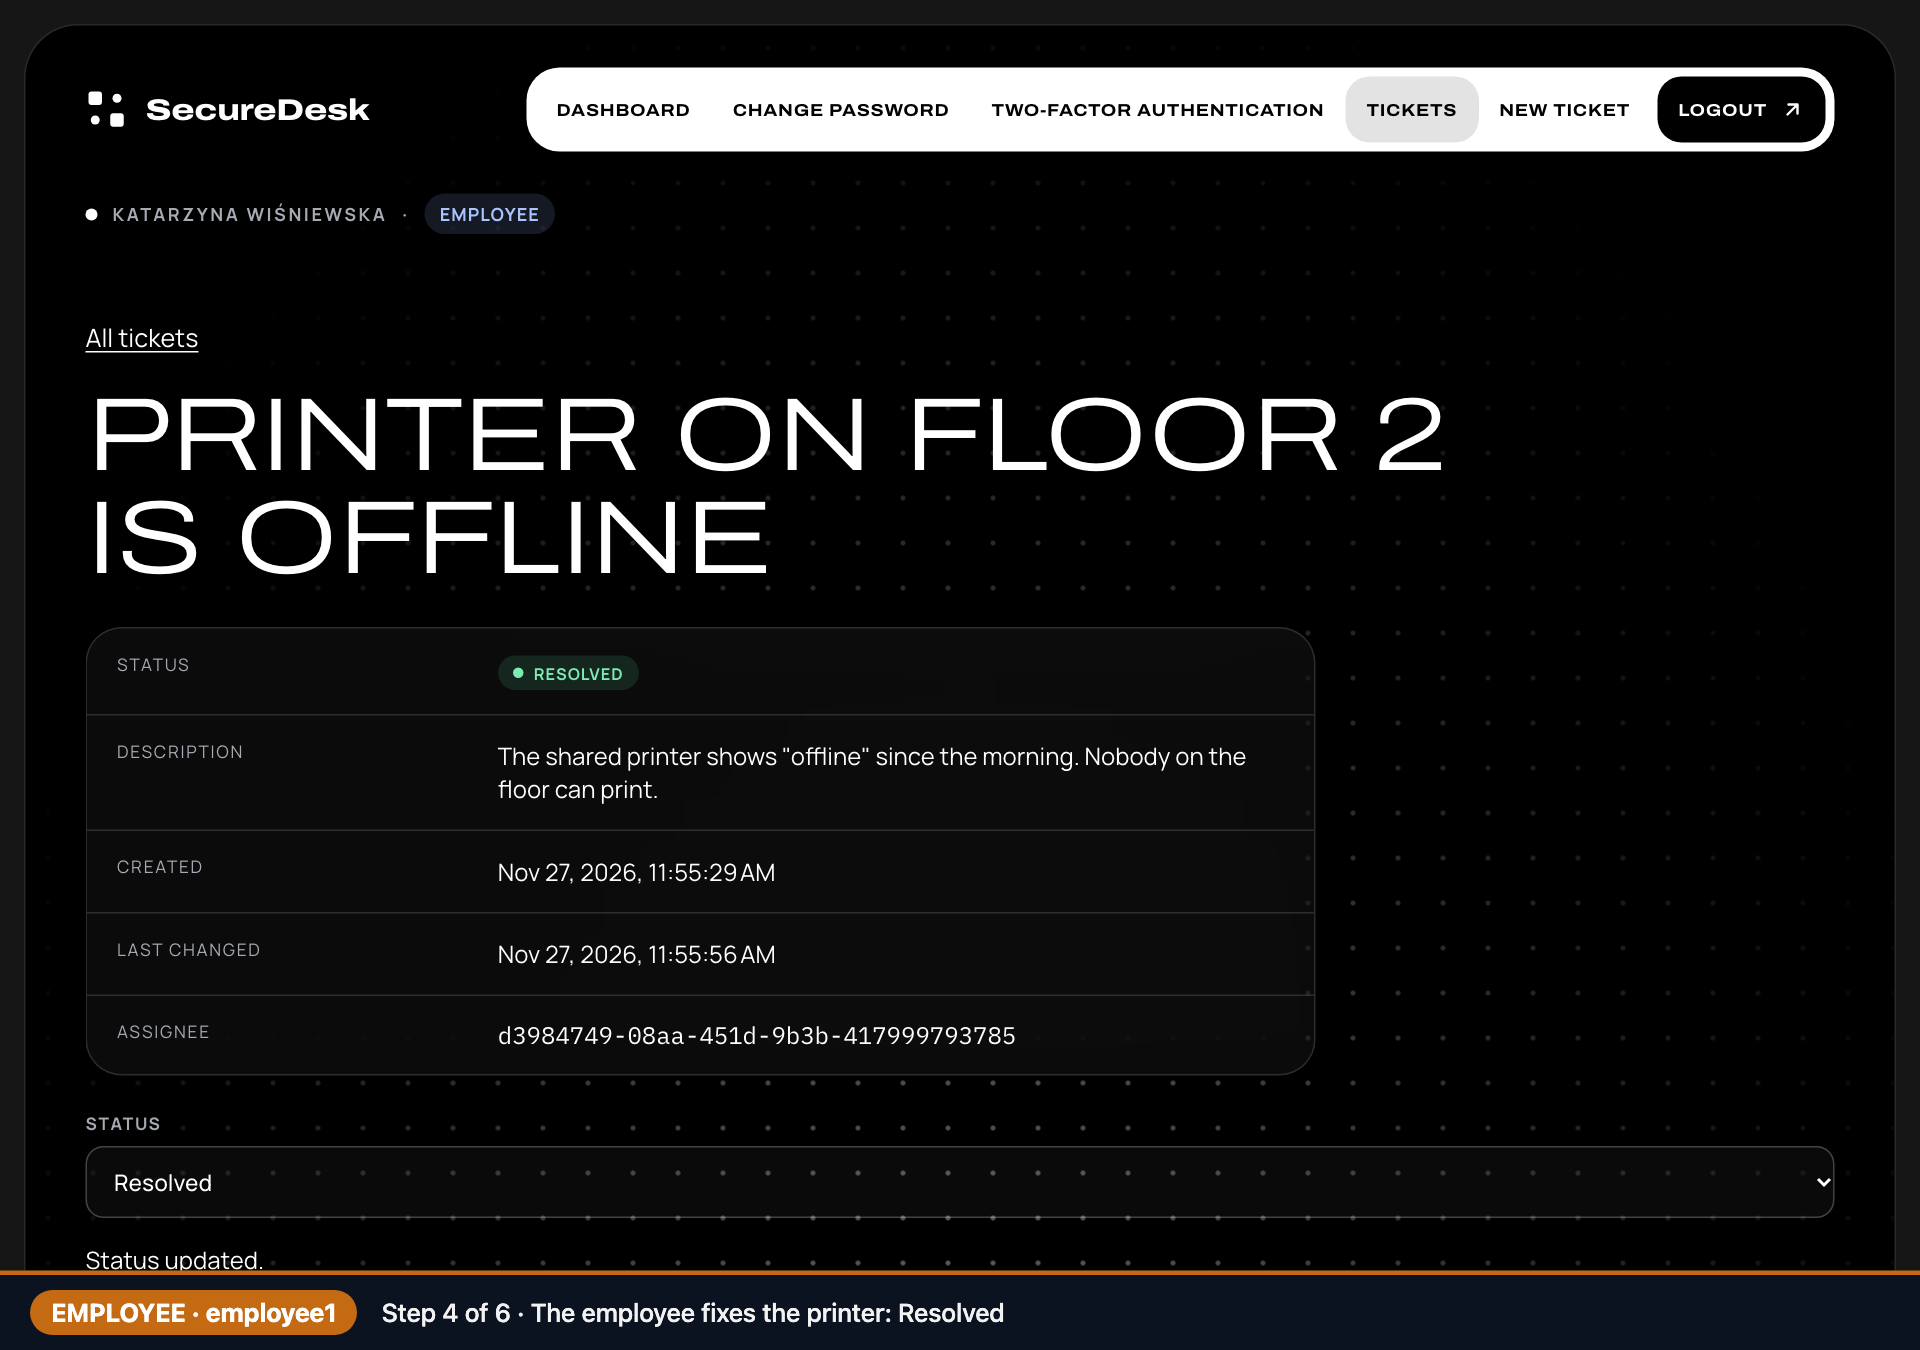 SecureDesk
DASHBOARD
CHANGE PASSWORD
TWO-FACTOR AUTHENTICATION
TICKETS
NEW TICKET
LOGOUT
KATARZYNA WIŚNIEWSKA · EMPLOYEE
All tickets
PRINTER ON FLOOR 2
IS OFFLINE
STATUS
RESOLVED
DESCRIPTION
The shared printer shows "offline" since the morning. Nobody on the
floor can print.
CREATED
Nov 27, 2026, 11:55:29 AM
LAST CHANGED
Nov 27, 2026, 11:55:56 AM
ASSIGNEE
d3984749-08aa-451d-9b3b-417999793785
STATUS
Resolved
Status updated.
EMPLOYEE · employee1
Step 4 of 6 · The employee fixes the printer: Resolved